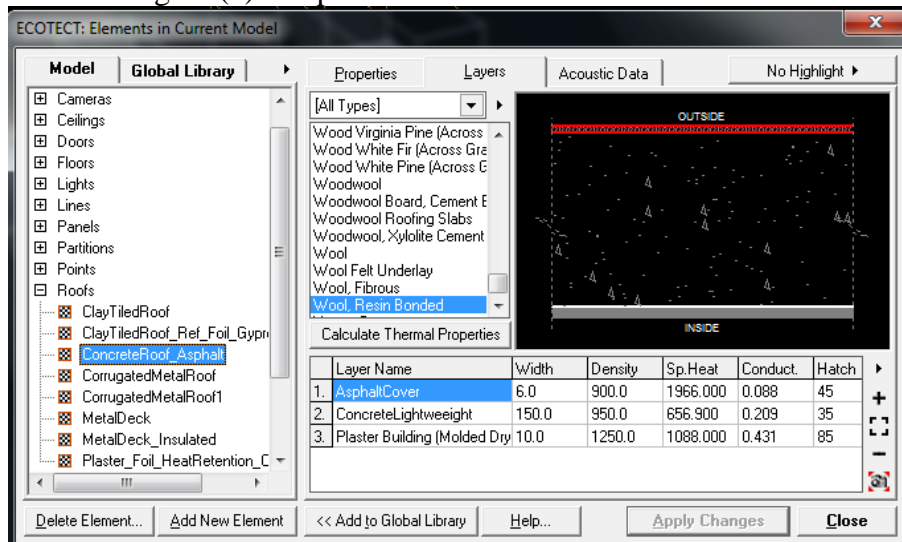 ECOTECT: Elements in Current Model
Model
Global Library
Cameras
Ceilings
Doors
Floors
Lights
Lines
Panels
Partitions
Points
Roofs
ClayTiledRoof
ClayTiledRoof_Ref_Foil_Gypr
ConcreteRoof_Asphalt
CorrugatedMetalRoof
CorrugatedMetalRoof1
MetalDeck
MetalDeck_Insulated
Plaster_Foil_HeatRetention_C
Delete Element...
Add New Element
Properties
Layers
Acoustic Data
No Highlight
[All Types]
Wood Virginia Pine (Across
Wood White Fir (Across Gra
Wood White Pine (Across G
Woodwool
Woodwool Board, Cement B
Woodwool Roofing Slabs
Woodwool, Xylolite Cement
Wool
Wool Felt Underlay
Wool, Fibrous
Wool, Resin Bonded
Calculate Thermal Properties
OUTSIDE
INSIDE
Layer Name Width Density Sp.Heat Conduct. Hatch
1. AsphaltCover 6.0 900.0 1966.000 0.088 45
2. ConcreteLightweeight 150.0 950.0 656.900 0.209 35
3. Plaster Building (Molded Dry 10.0 1250.0 1088.000 0.431 85
<< Add to Global Library
Help...
Apply Changes
Close